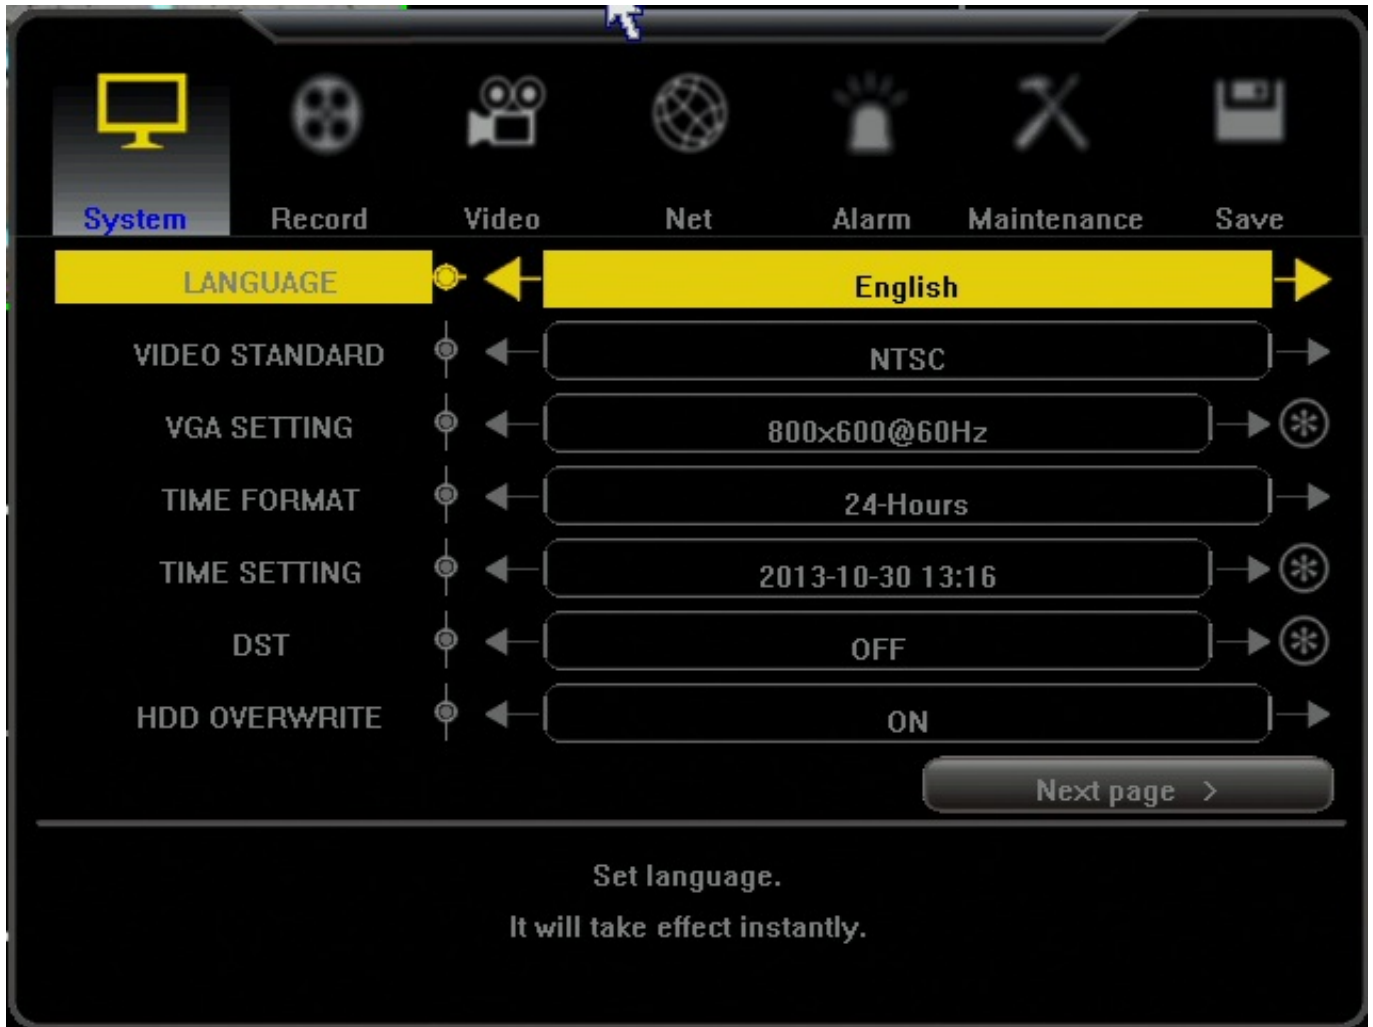 System Record Video Net Alarm Maintenance Save
LANGUAGE English
VIDEO STANDARD NTSC
VGA SETTING 800x600@60Hz
TIME FORMAT 24-Hours
TIME SETTING 2013-10-30 13:16
DST OFF
HDD OVERWRITE ON
Next page >
Set language.
It will take effect instantly.